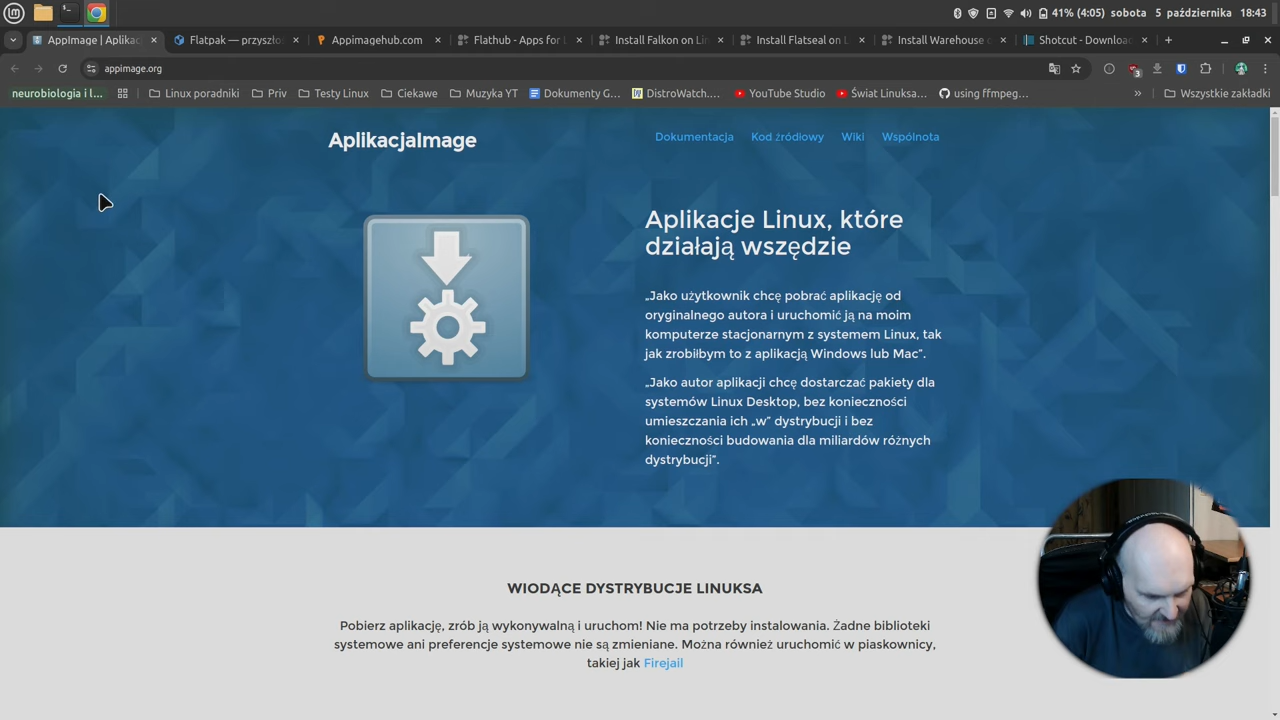 41% (4:05) sobota 5 października 18:43
AppImage | Aplikac
Flatpak — przyszło
Appimagehub.com
Flathub - Apps for L
Install Falkon on Lin
Install Flatseal on L
Install Warehouse
Shotcut - Downloa
appimage.org
3
neurobiologia i l...
Linux poradniki
Priv
Testy Linux
Ciekawe
Muzyka YT
Dokumenty G...
DistroWatch....
YouTube Studio
Świat Linuksa...
using ffmpeg...
»
Wszystkie zakładki
AplikacjaImage
Dokumentacja Kod źródłowy Wiki Wspólnota
Aplikacje Linux, które
działają wszędzie
„Jako użytkownik chcę pobrać aplikację od
oryginalnego autora i uruchomić ją na moim
komputerze stacjonarnym z systemem Linux, tak
jak zrobiłbym to z aplikacją Windows lub Mac”.
„Jako autor aplikacji chcę dostarczać pakiety dla
systemów Linux Desktop, bez konieczności
umieszczania ich „w” dystrybucji i bez
konieczności budowania dla miliardów różnych
dystrybucji”.
WIODĄCE DYSTRYBUCJE LINUKSA
Pobierz aplikację, zrób ją wykonywalną i uruchom! Nie ma potrzeby instalowania. Żadne biblioteki
systemowe ani preferencje systemowe nie są zmieniane. Można również uruchomić w piaskownicy,
takiej jak Firejail